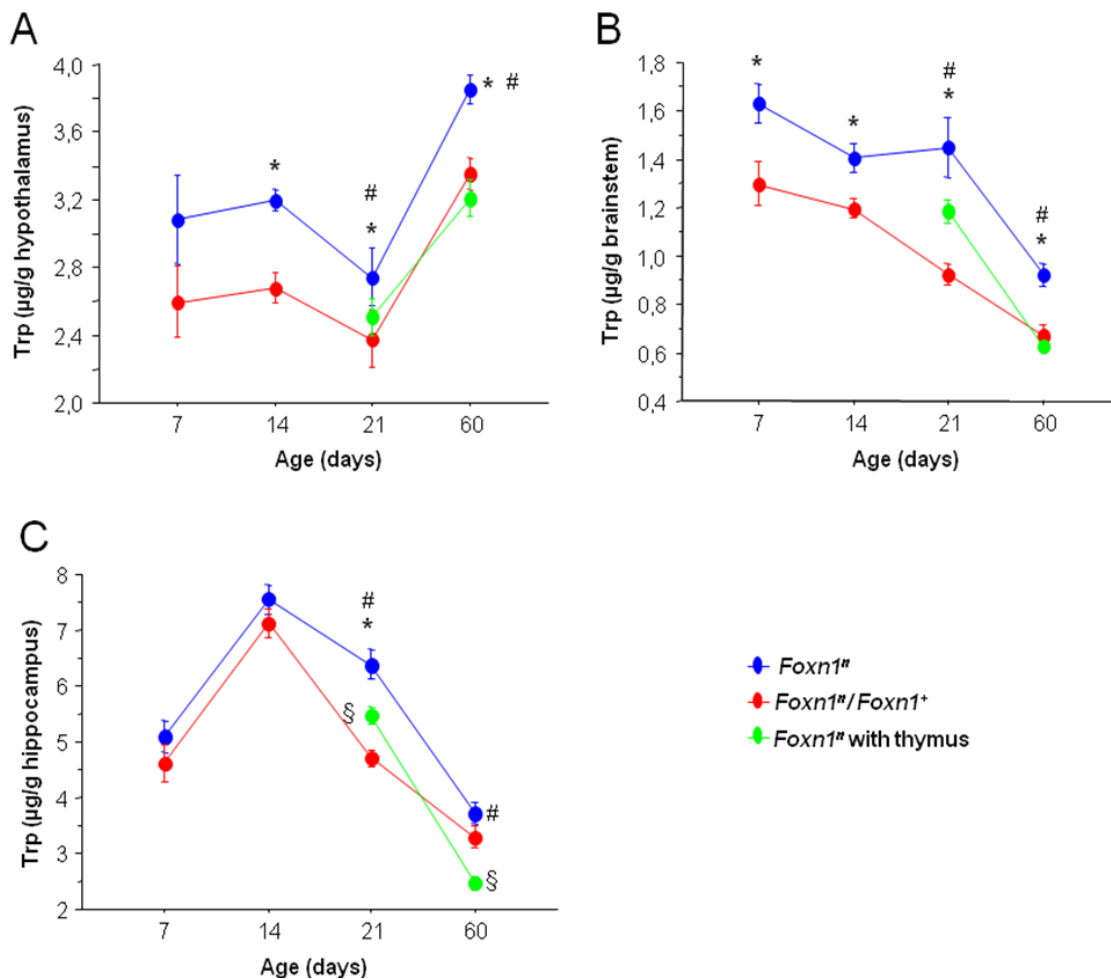 A
Trp (µg/g hypothalamus)
4,0
3,6
3,2
2,8
2,4
2,0
* #
*
#
*
7 14 21 60
Age (days)
B
Trp (µg/g brainstem)
1,8
1,6
1,4
1,2
1,0
0,8
0,6
0,4
*
*
#
*
#
*
7 14 21 60
Age (days)
C
Trp (µg/g hippocampus)
8
7
6
5
4
3
2
#
*
§
#
§
7 14 21 60
Age (days)
Foxn1ⁿ
Foxn1ⁿ/Foxn1⁺
Foxn1ⁿ with thymus